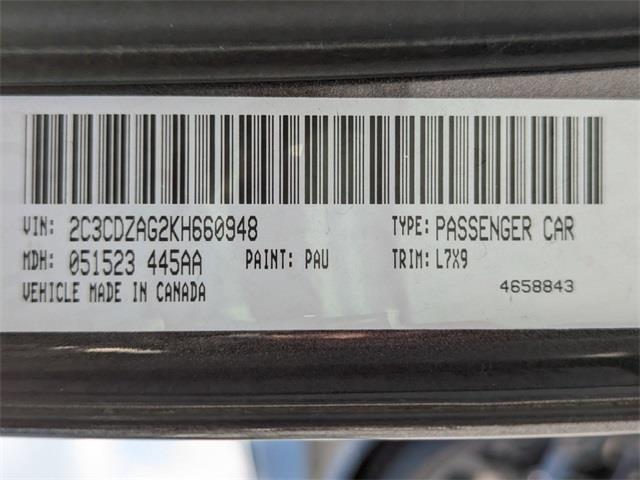 VIN: 2C3CDZAG2KH660948 TYPE: PASSENGER CAR
MDH: 051523 445AA PAINT: PAU TRIM: L7X9
VEHICLE MADE IN CANADA 4658843